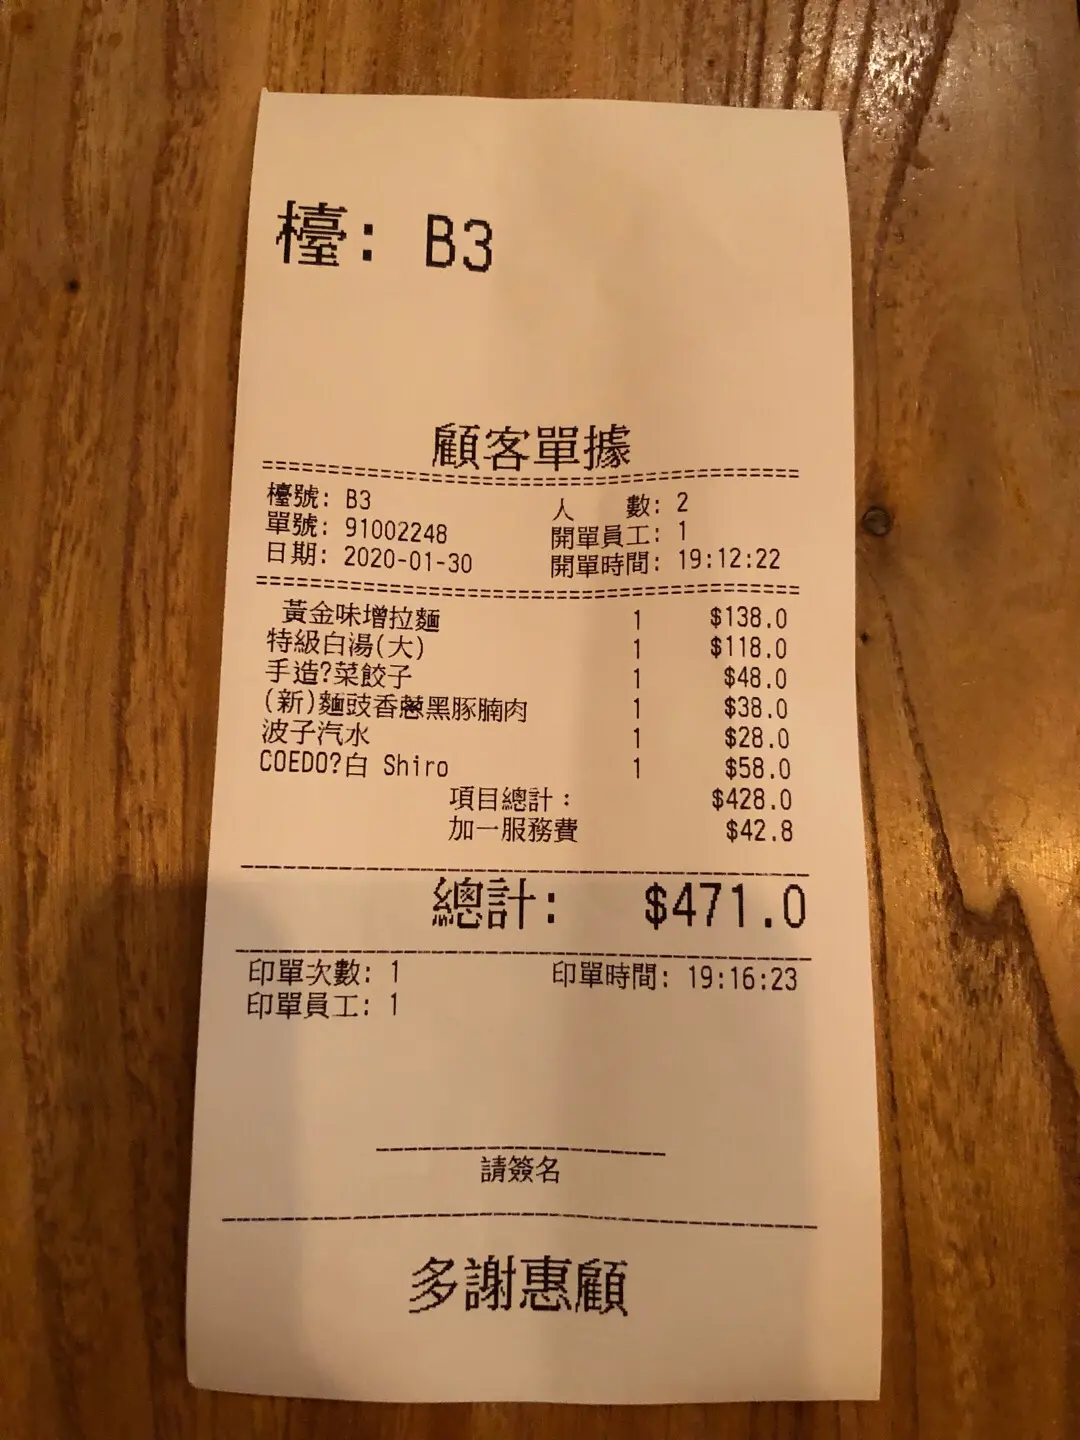 檯: B3
顧客單據
檯號: B3 人 數: 2
單號: 91002248 開單員工: 1
日期: 2020-01-30 開單時間: 19:12:22
黃金味增拉麵 1 $138.0
特級白湯(大) 1 $118.0
手造?菜餃子 1 $48.0
(新)麵豉香蔥黑豚腩肉 1 $38.0
波子汽水 1 $28.0
COEDO?白 Shiro 1 $58.0
項目總計: $428.0
加一服務費 $42.8
總計: $471.0
印單次數: 1 印單時間: 19:16:23
印單員工: 1
請簽名
多謝惠顧